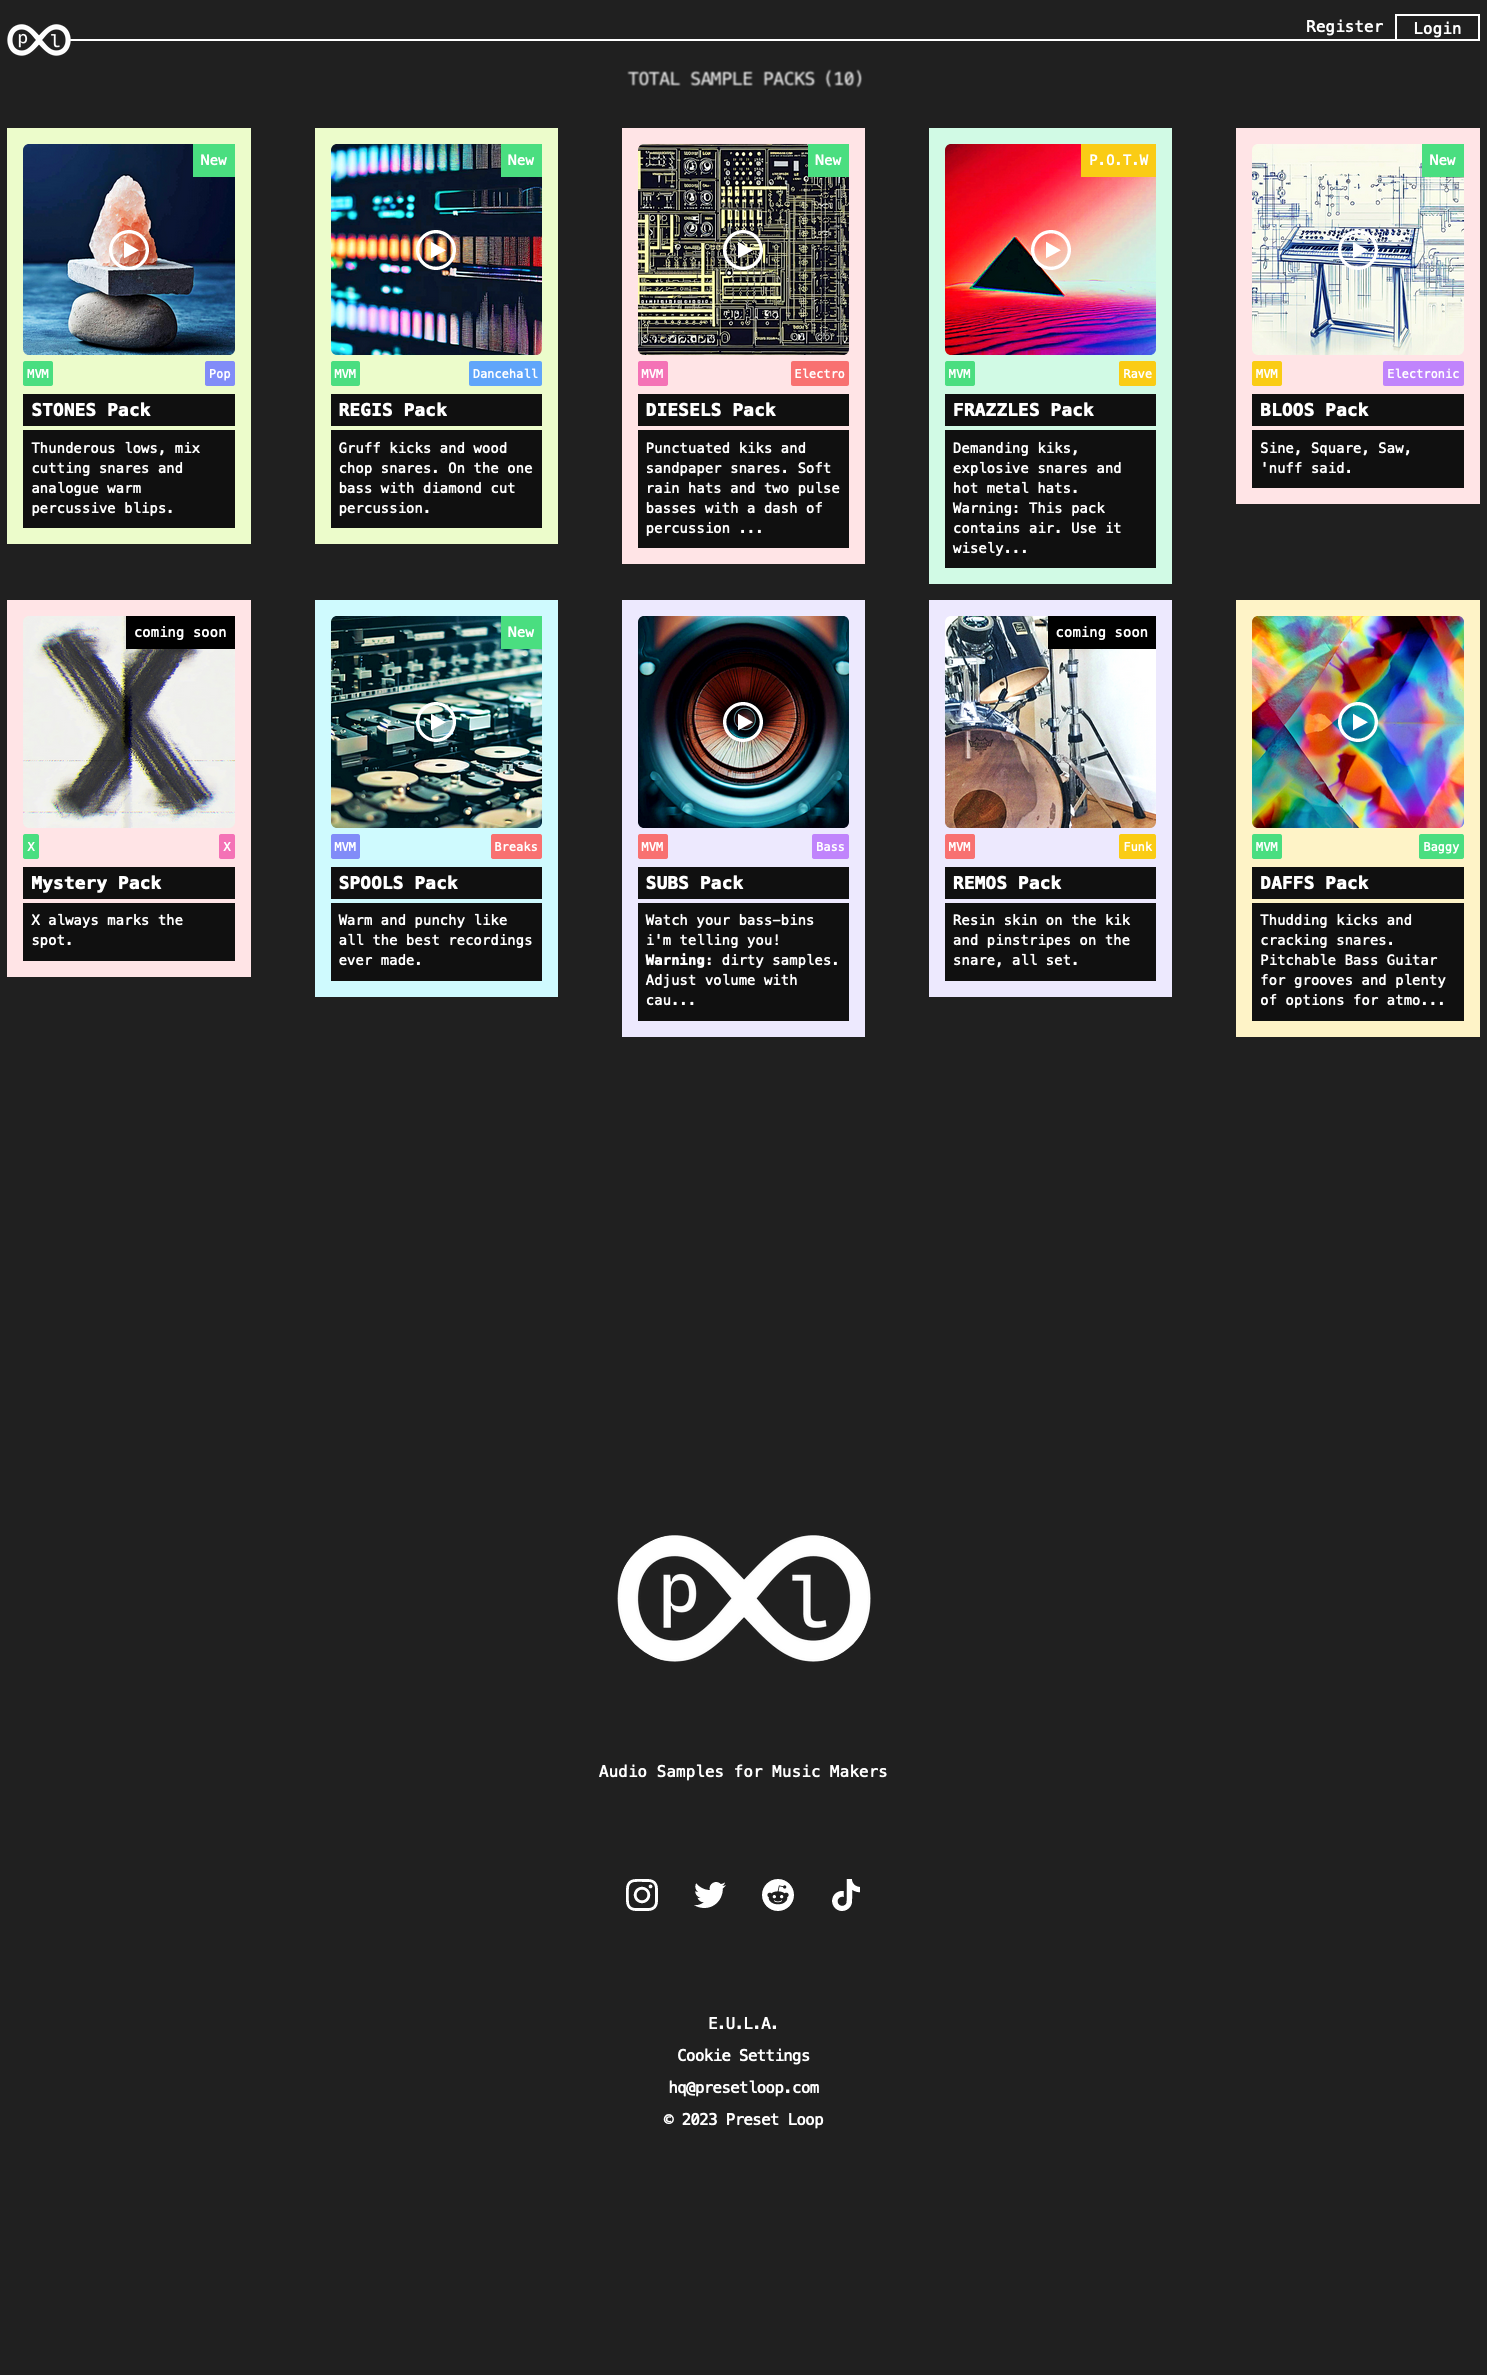 p l
Register
Login
TOTAL SAMPLE PACKS (10)
New
MVM
Pop
STONES Pack
Thunderous lows, mix
cutting snares and
analogue warm
percussive blips.
New
MVM
Dancehall
REGIS Pack
Gruff kicks and wood
chop snares. On the one
bass with diamond cut
percussion.
New
MVM
Electro
DIESELS Pack
Punctuated kiks and
sandpaper snares. Soft
rain hats and two pulse
basses with a dash of
percussion ...
P.O.T.W
MVM
Rave
FRAZZLES Pack
Demanding kiks,
explosive snares and
hot metal hats.
Warning: This pack
contains air. Use it
wisely...
New
MVM
Electronic
BLOOS Pack
Sine, Square, Saw,
'nuff said.
coming soon
X
X
Mystery Pack
X always marks the
spot.
New
MVM
Breaks
SPOOLS Pack
Warm and punchy like
all the best recordings
ever made.
MVM
Bass
SUBS Pack
Watch your bass-bins
i'm telling you!
Warning: dirty samples.
Adjust volume with
cau...
coming soon
MVM
Funk
REMOS Pack
Resin skin on the kik
and pinstripes on the
snare, all set.
MVM
Baggy
DAFFS Pack
Thudding kicks and
cracking snares.
Pitchable Bass Guitar
for grooves and plenty
of options for atmo...
p l
Audio Samples for Music Makers
E.U.L.A.
Cookie Settings
hq@presetloop.com
© 2023 Preset Loop